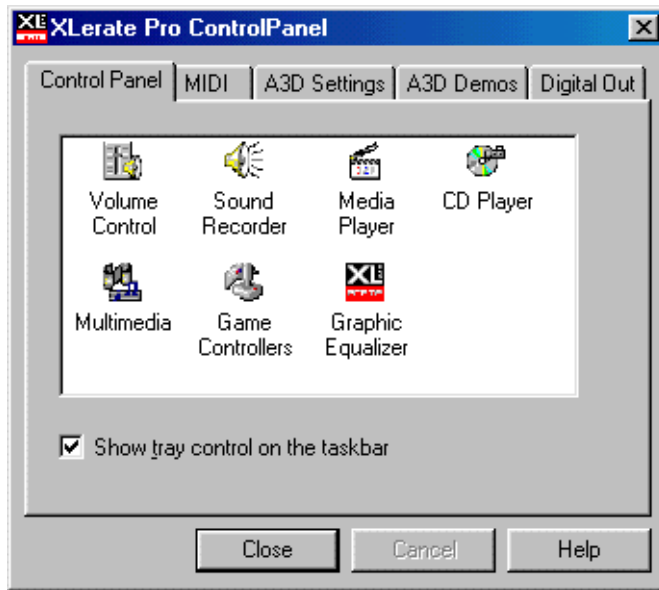 XLerate Pro ControlPanel
Control Panel MIDI A3D Settings A3D Demos Digital Out
Volume Control
Sound Recorder
Media Player
CD Player
Multimedia
Game Controllers
Graphic Equalizer
Show tray control on the taskbar
Close Cancel Help